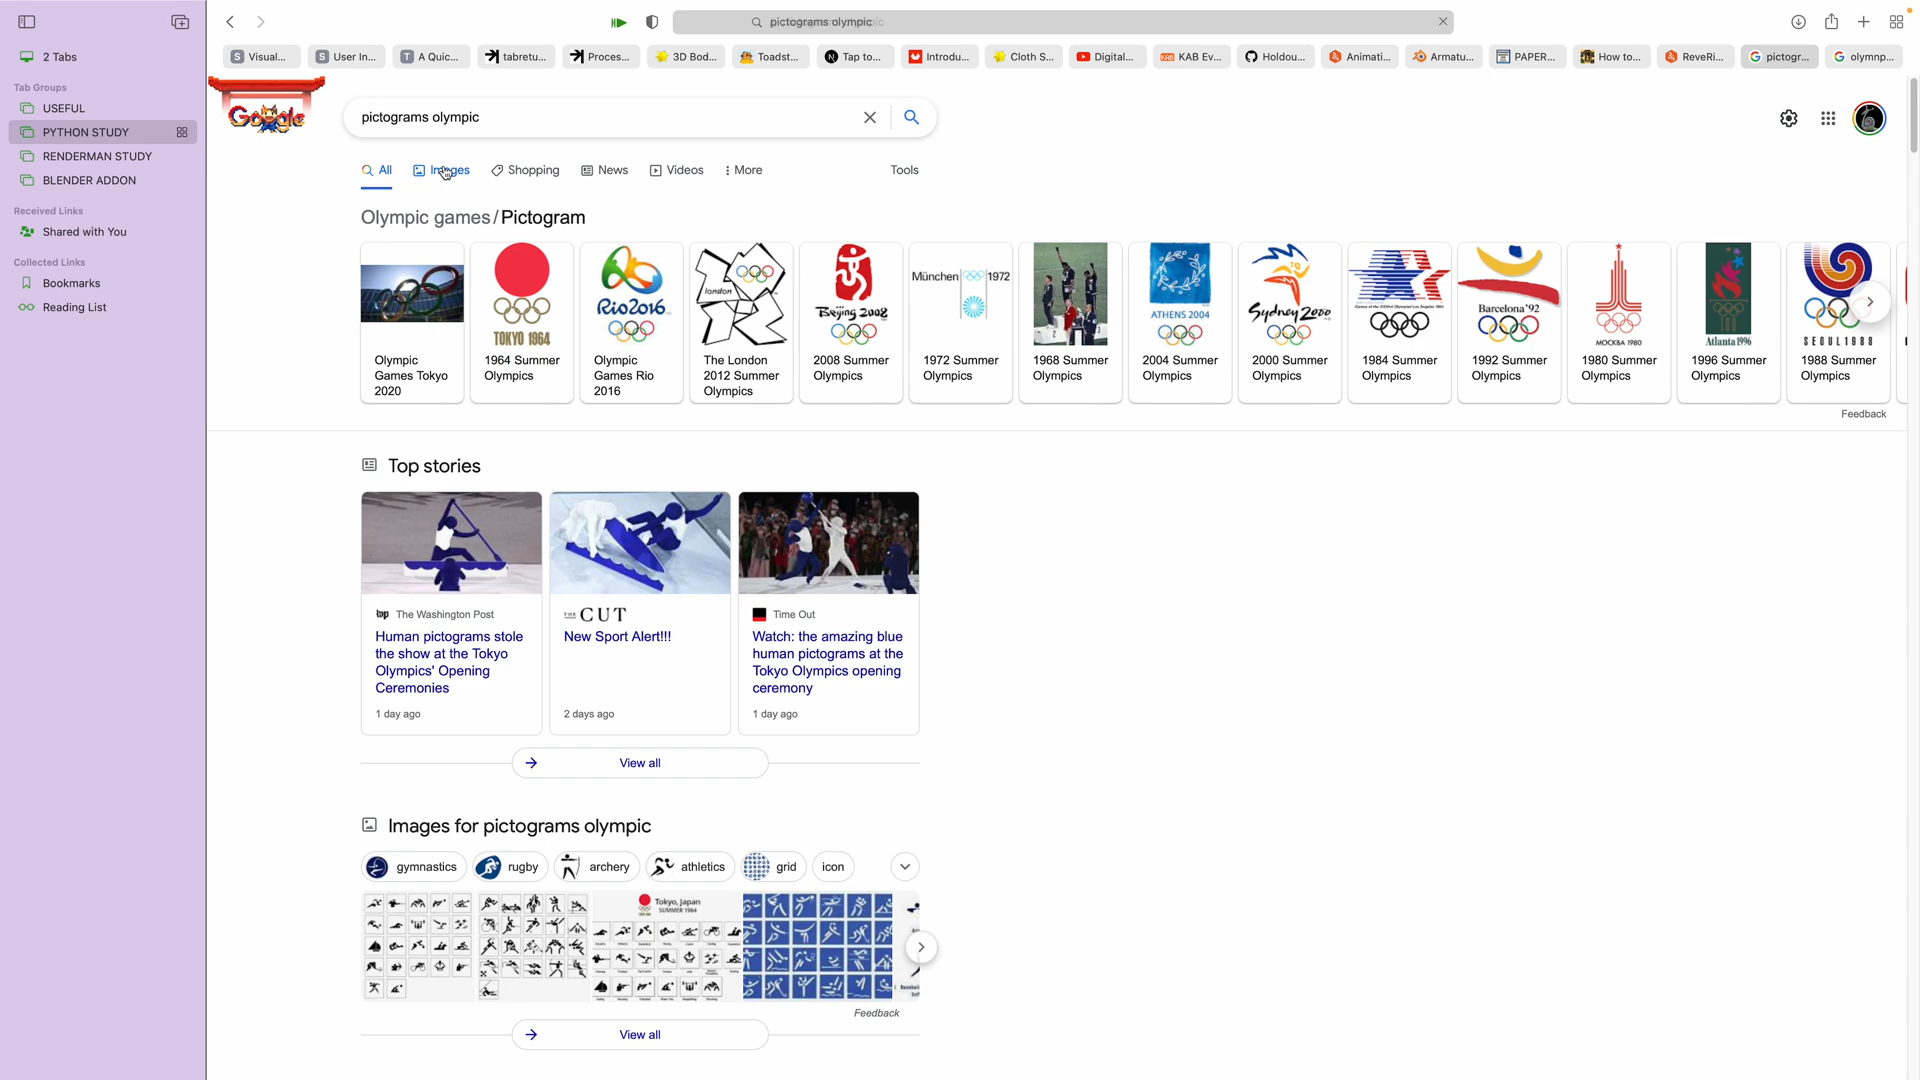 pictograms olympic
2 Tabs
Tab Groups
USEFUL
PYTHON STUDY
RENDERMAN STUDY
BLENDER ADDON
Received Links
Shared with You
Collected Links
Bookmarks
Reading List
Visual...
User In...
A Quic...
tabretu...
Proces...
3D Bod...
Toadst...
Tap to...
Introdu...
Cloth S...
Digital...
KAB Ev...
Holdou...
Animati...
Armatu...
PAPER...
How to...
ReveRi...
pictogr...
olymnp...
Google
pictograms olympic
All Images Shopping News Videos More Tools
Olympic games/Pictogram
TOKYO 1964
Rio2016
london
Beijing 2008
München 1972
ATHENS 2004
Sydney 2000
Barcelona'92
МОСКВА 1980
Atlanta 1996
SEOUL 1988
Olympic
Games Tokyo
2020
1964 Summer
Olympics
Olympic
Games Rio
2016
The London
2012 Summer
Olympics
2008 Summer
Olympics
1972 Summer
Olympics
1968 Summer
Olympics
2004 Summer
Olympics
2000 Summer
Olympics
1984 Summer
Olympics
1992 Summer
Olympics
1980 Summer
Olympics
1996 Summer
Olympics
1988 Summer
Olympics
Feedback
Top stories
wp The Washington Post
Human pictograms stole
the show at the Tokyo
Olympics' Opening
Ceremonies
1 day ago
THE CUT
New Sport Alert!!!
2 days ago
Time Out
Watch: the amazing blue
human pictograms at the
Tokyo Olympics opening
ceremony
1 day ago
View all
Images for pictograms olympic
gymnastics rugby archery athletics grid icon
Tokyo, Japan
SUMMER 1964
Feedback
View all